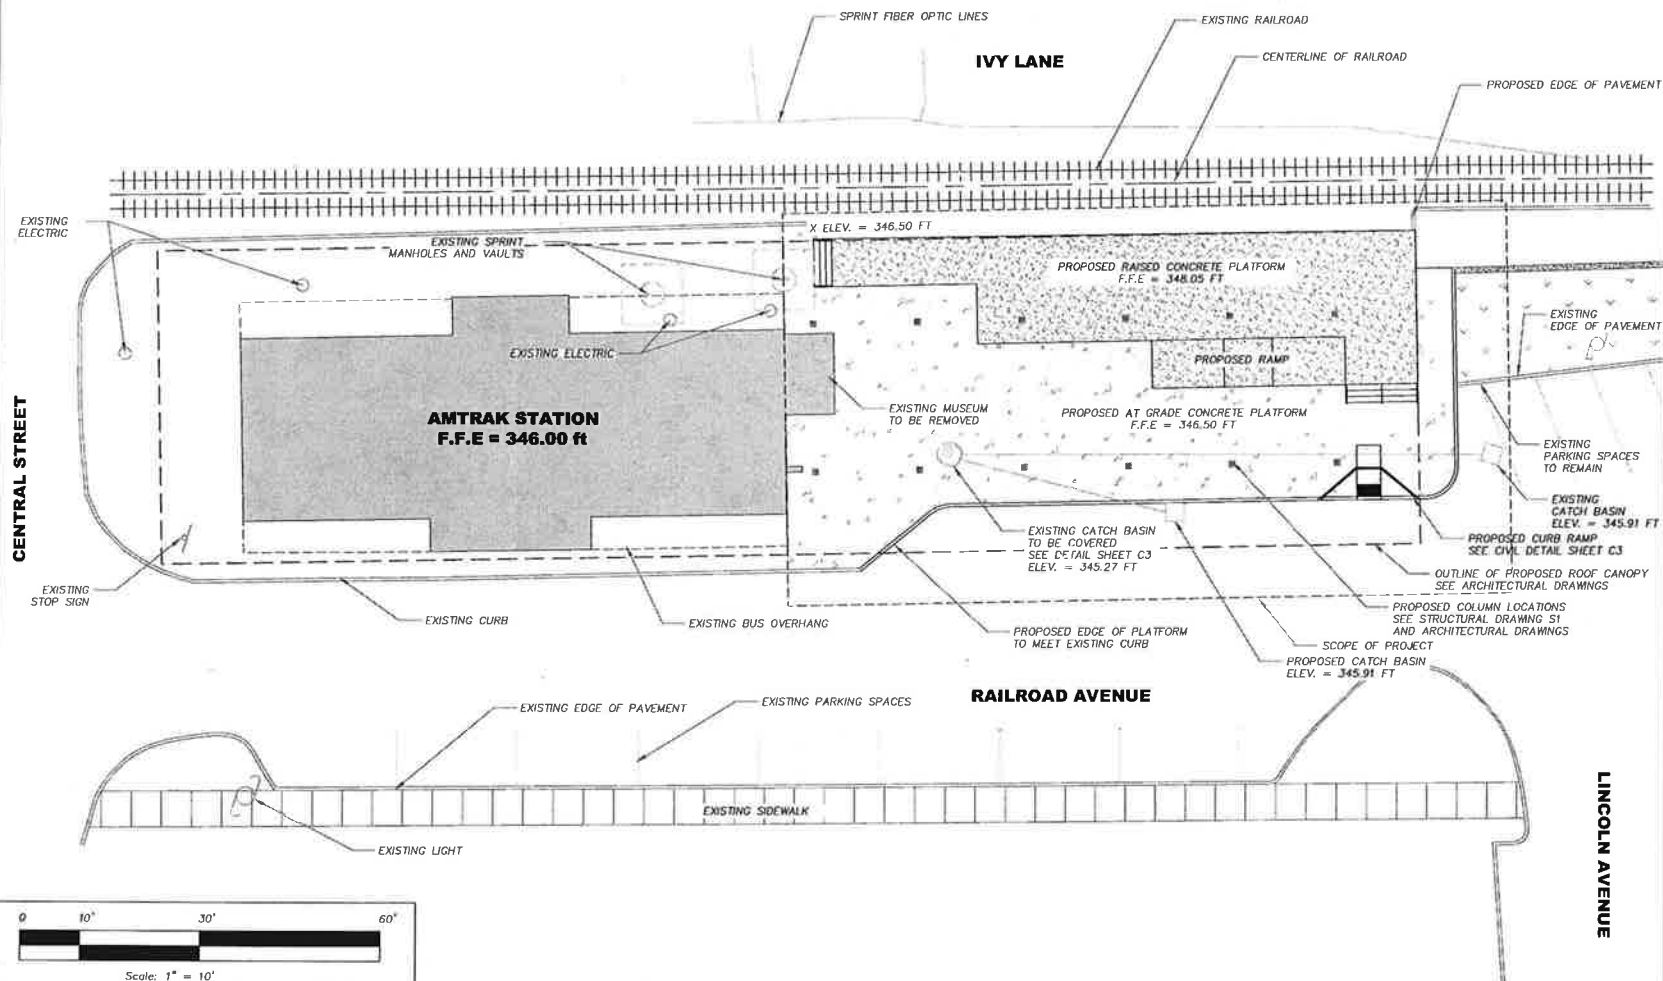 SPRINT FIBER OPTIC LINES
EXISTING RAILROAD
IVY LANE
CENTERLINE OF RAILROAD
PROPOSED EDGE OF PAVEMENT
EXISTING
ELECTRIC
EXISTING SPRINT
MANHOLES AND VAULTS
X ELEV. = 346.50 FT
PROPOSED RAISED CONCRETE PLATFORM
F.F.E = 348.05 FT
EXISTING
EDGE OF PAVEMENT
EXISTING ELECTRIC
PROPOSED RAMP
AMTRAK STATION
F.F.E = 346.00 ft
EXISTING MUSEUM
TO BE REMOVED
PROPOSED AT GRADE CONCRETE PLATFORM
F.F.E = 346.50 FT
EXISTING
PARKING SPACES
TO REMAIN
CENTRAL STREET
EXISTING
CATCH BASIN
ELEV. = 345.91 FT
EXISTING CATCH BASIN
TO BE COVERED
SEE DETAIL SHEET C3
ELEV. = 345.27 FT
PROPOSED CURB RAMP
SEE CIVIL DETAIL SHEET C3
OUTLINE OF PROPOSED ROOF CANOPY
SEE ARCHITECTURAL DRAWINGS
EXISTING
STOP SIGN
EXISTING CURB
EXISTING BUS OVERHANG
PROPOSED EDGE OF PLATFORM
TO MEET EXISTING CURB
PROPOSED COLUMN LOCATIONS
SEE STRUCTURAL DRAWING S1
AND ARCHITECTURAL DRAWINGS
SCOPE OF PROJECT
PROPOSED CATCH BASIN
ELEV. = 345.91 FT
RAILROAD AVENUE
EXISTING EDGE OF PAVEMENT
EXISTING PARKING SPACES
EXISTING SIDEWALK
EXISTING LIGHT
LINCOLN AVENUE
0 10' 30' 60'
Scale: 1" = 10'